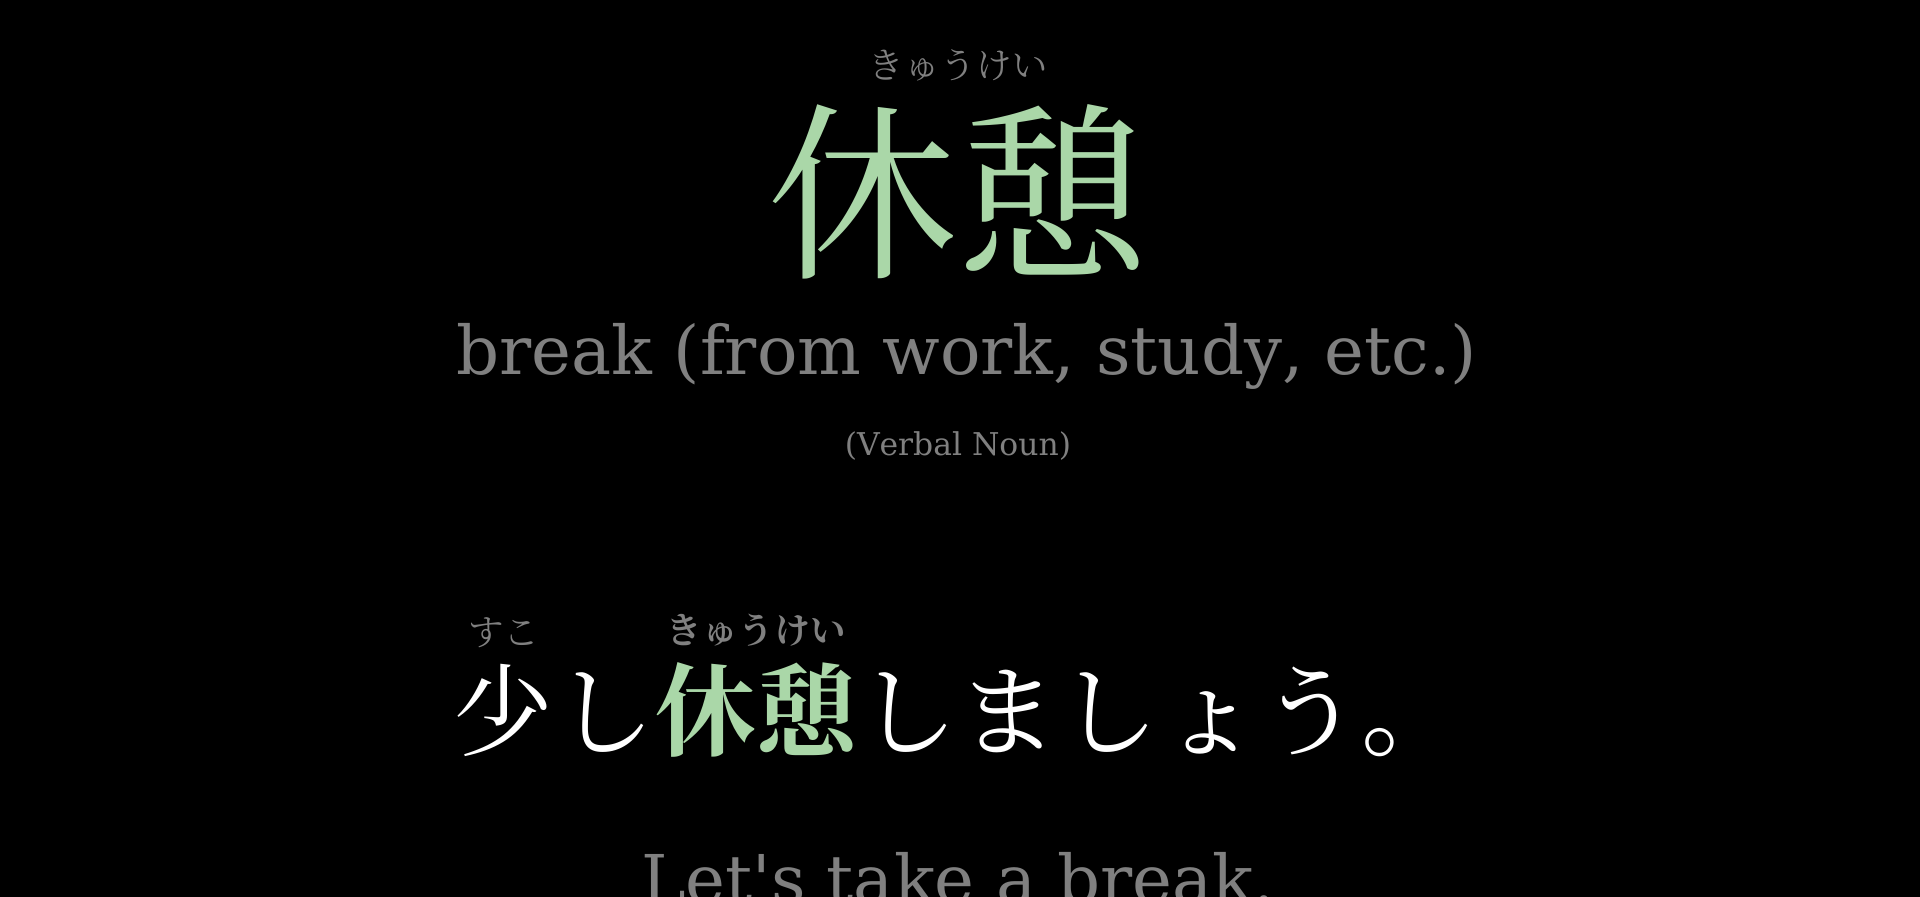 きゅうけい
休憩
break (from work, study, etc.)
(Verbal Noun)
すこ きゅうけい
少し休憩しましょう。
Let's take a break.